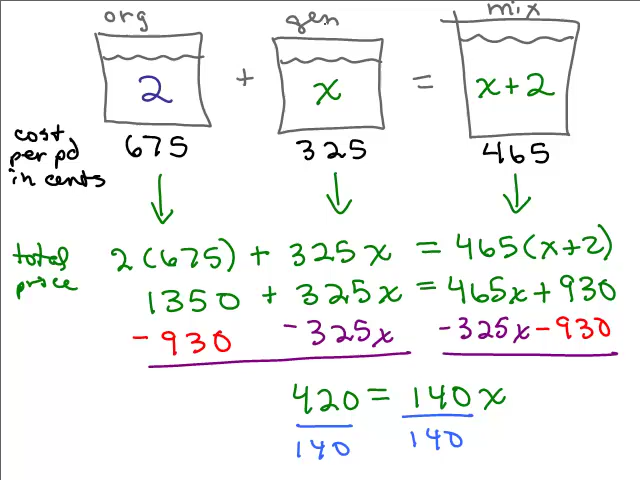 org gen mix
2 + x = x+2
cost per pd in cents 675 325 465
total price 2(675) + 325x = 465(x+2)
1350 + 325x = 465x + 930
-930 -325x -325x -930
420 = 140x
140 140